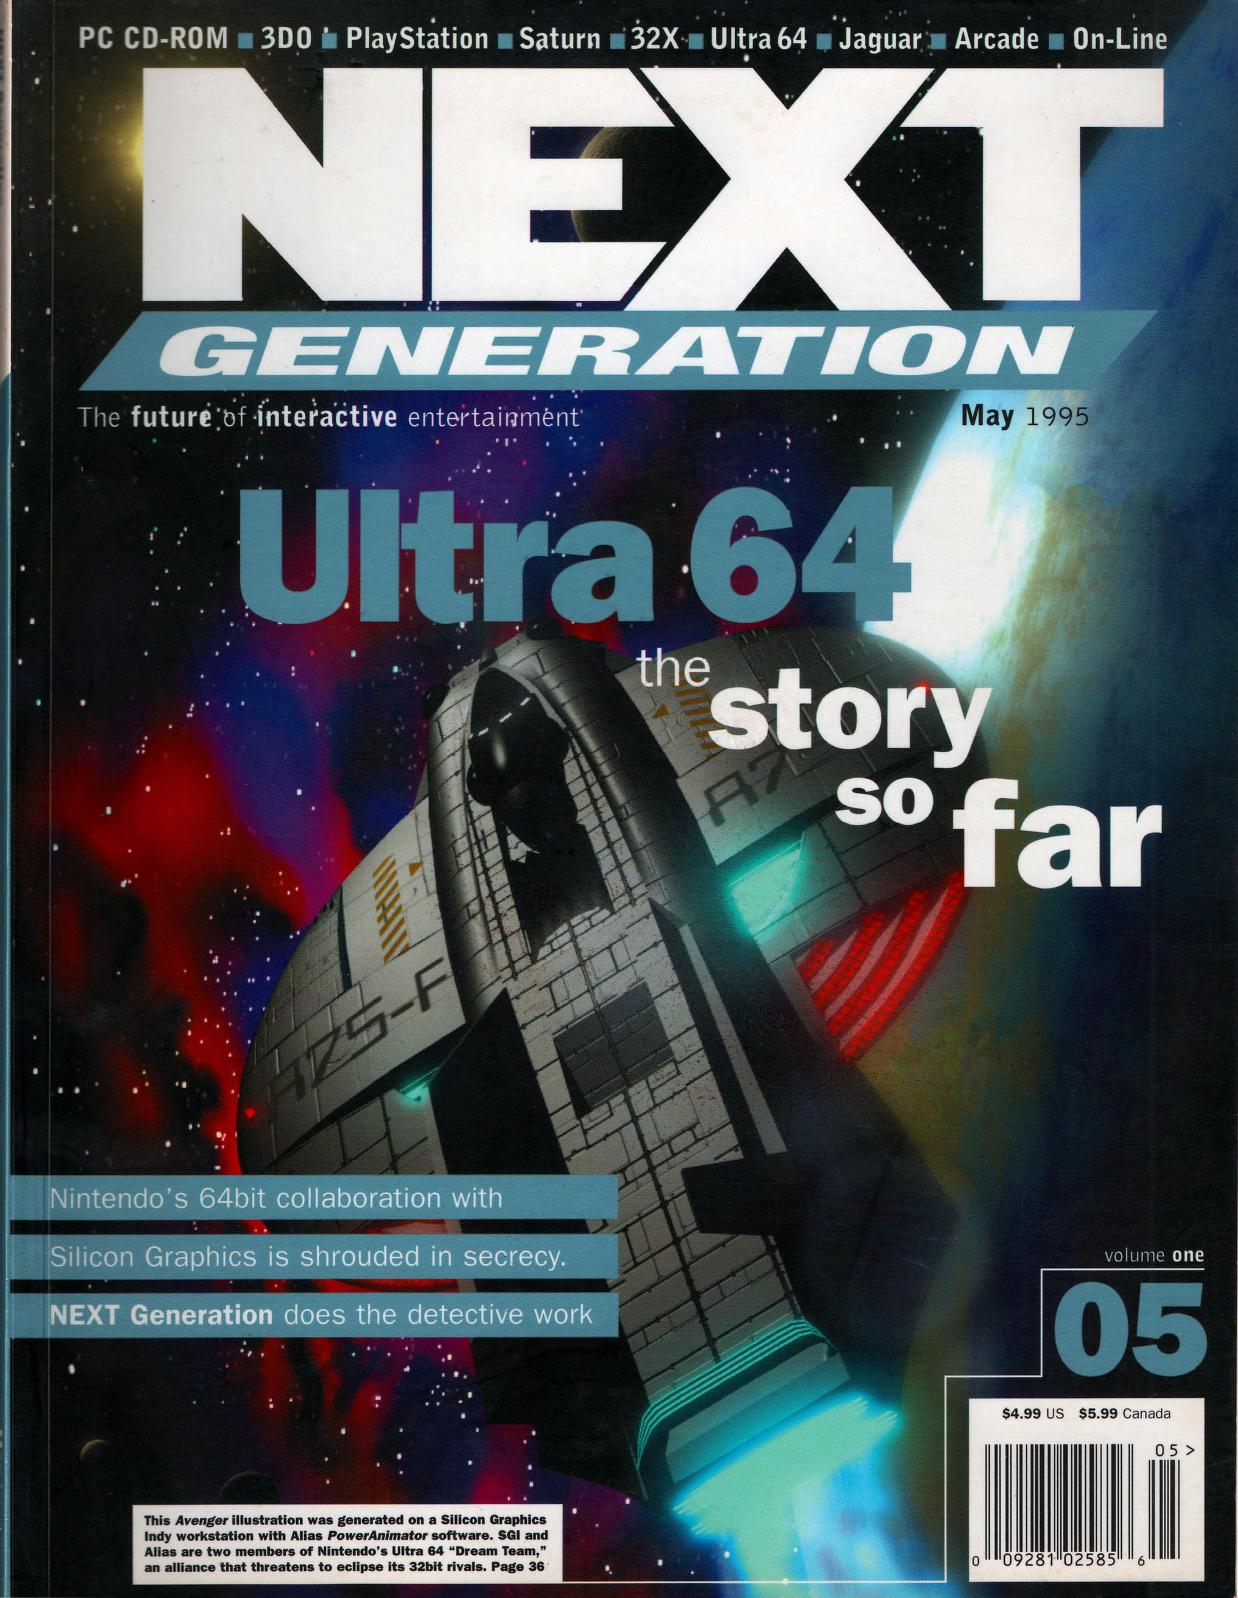 PC CD-ROM ■ 3DO ■ PlayStation ■ Saturn ■ 32X ■ Ultra 64 ■ Jaguar ■ Arcade ■ On-Line
NEXT
GENERATION
The future of interactive entertainment
May 1995
Ultra 64
the
story
so
far
A7
A75-F
Nintendo's 64bit collaboration with
Silicon Graphics is shrouded in secrecy.
NEXT Generation does the detective work
volume one
05
$4.99 US $5.99 Canada
05>
0 09281 02585 6
This Avenger illustration was generated on a Silicon Graphics
Indy workstation with Alias PowerAnimator software. SGI and
Alias are two members of Nintendo's Ultra 64 “Dream Team,”
an alliance that threatens to eclipse its 32bit rivals. Page 36